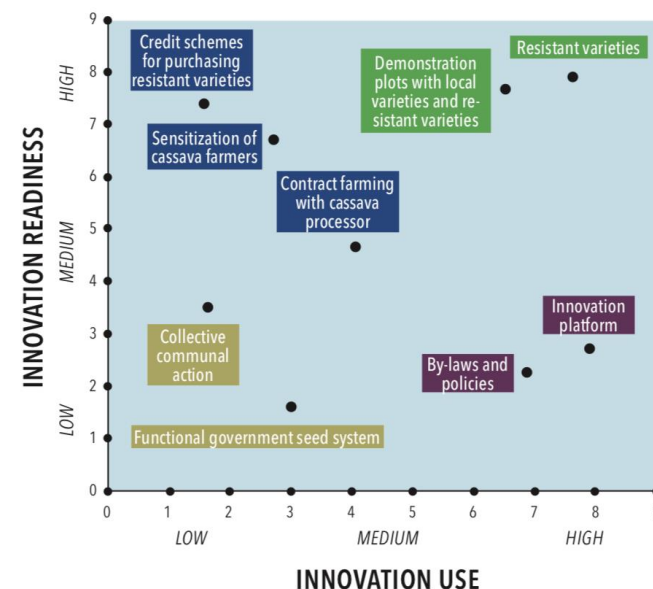 INNOVATION READINESS
HIGH
MEDIUM
LOW
9
8
7
6
5
4
3
2
1
0
Credit schemes
for purchasing
resistant varieties
Sensitization of
cassava farmers
Contract farming
with cassava
processor
Demonstration
plots with local
varieties and re-
sistant varieties
Resistant varieties
Collective
communal
action
Functional government seed system
By-laws and
policies
Innovation
platform
0 1 2 3 4 5 6 7 8
LOW MEDIUM HIGH
INNOVATION USE